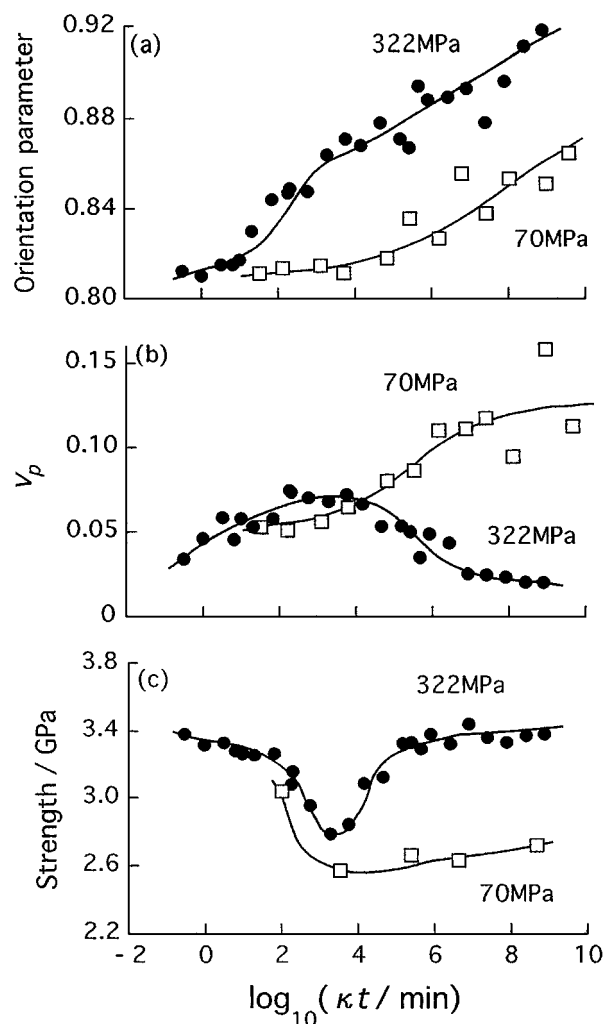 0.92
(a)
322MPa
0.88
0.84
70MPa
0.80
Orientation parameter
0.15
(b)
70MPa
0.10
0.05
322MPa
0
Vp
3.8
(c)
322MPa
3.4
3.0
2.6
70MPa
2.2
Strength / GPa
- 2 0 2 4 6 8 10
log10 (κt / min)